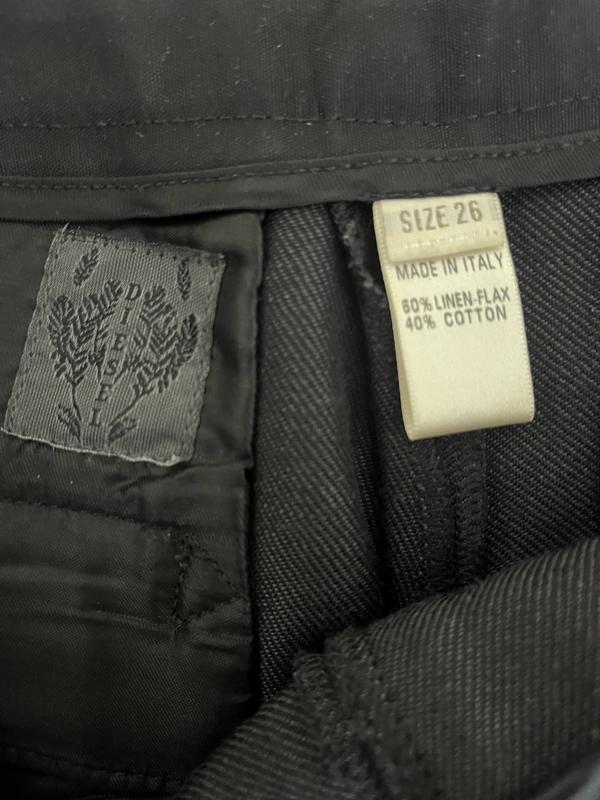 DIESEL
SIZE 26
MADE IN ITALY
60% LINEN-FLAX
40% COTTON